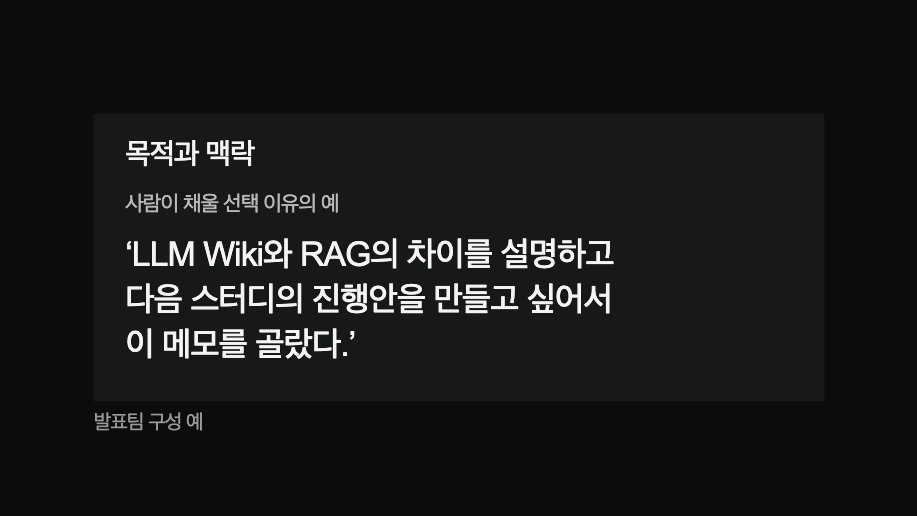 목적과 맥락
사람이 채울 선택 이유의 예
‘LLM Wiki와 RAG의 차이를 설명하고
다음 스터디의 진행안을 만들고 싶어서
이 메모를 골랐다.’
발표팀 구성 예